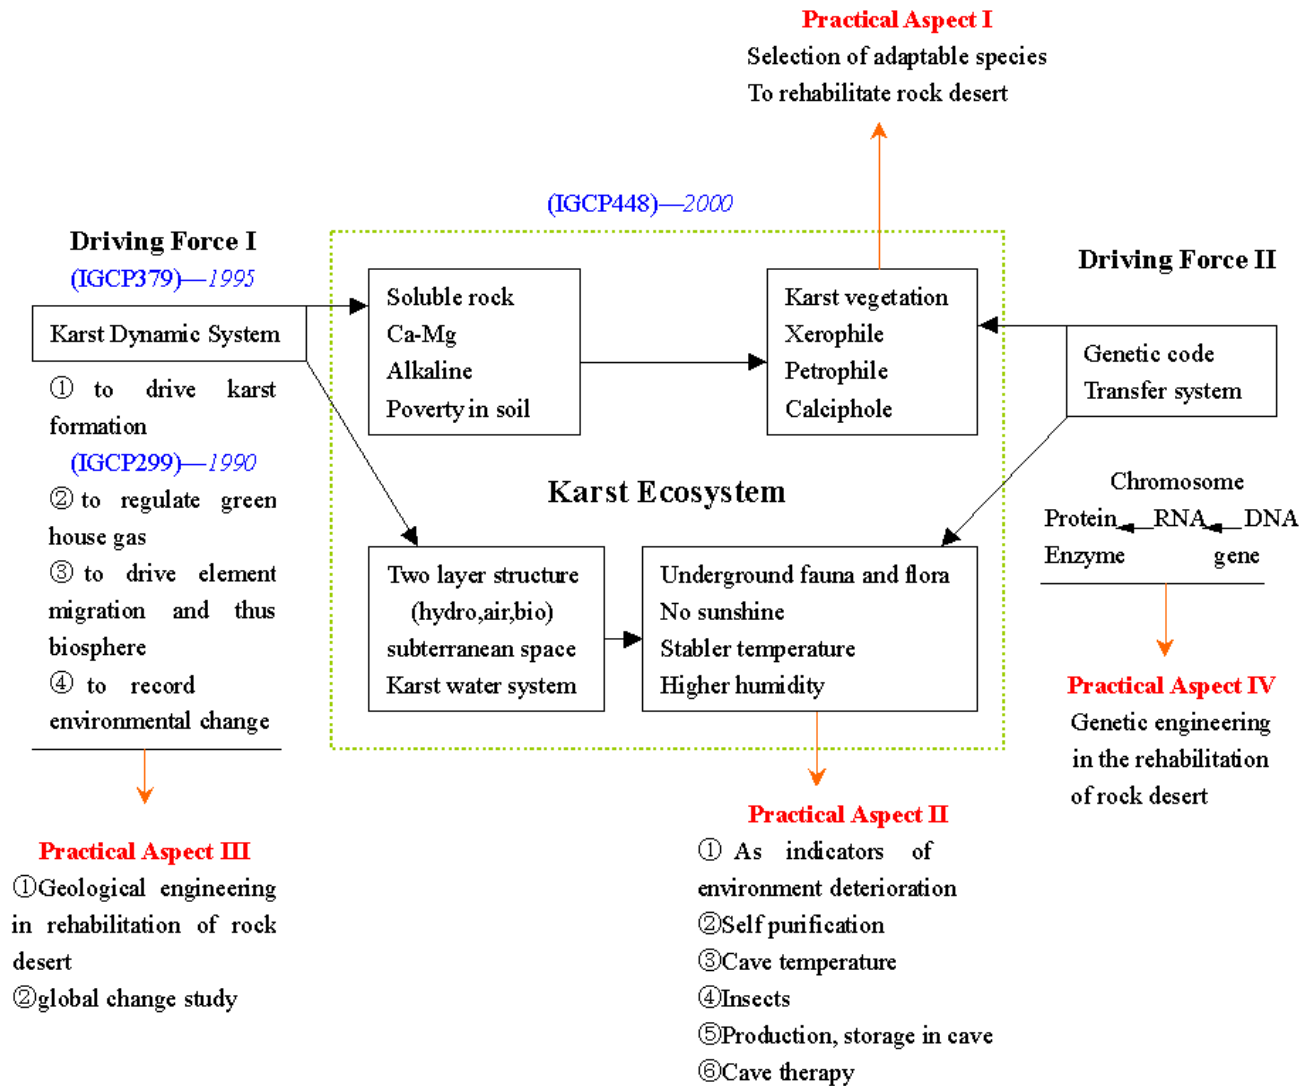 Practical Aspect I
Selection of adaptable species
To rehabilitate rock desert
(IGCP448)—2000
Driving Force I
(IGCP379)—1995
Karst Dynamic System
① to drive karst
formation
(IGCP299)—1990
② to regulate green
house gas
③ to drive element
migration and thus
biosphere
④ to record
environmental change
Practical Aspect III
①Geological engineering
in rehabilitation of rock
desert
②global change study
Soluble rock
Ca-Mg
Alkaline
Poverty in soil
Karst vegetation
Xerophile
Petrophile
Calciphole
Karst Ecosystem
Two layer structure
(hydro,air,bio)
subterranean space
Karst water system
Underground fauna and flora
No sunshine
Stabler temperature
Higher humidity
Practical Aspect II
① As indicators of
environment deterioration
②Self purification
③Cave temperature
④Insects
⑤Production, storage in cave
⑥Cave therapy
Driving Force II
Genetic code
Transfer system
Chromosome
Protein RNA DNA
Enzyme gene
Practical Aspect IV
Genetic engineering
in the rehabilitation
of rock desert